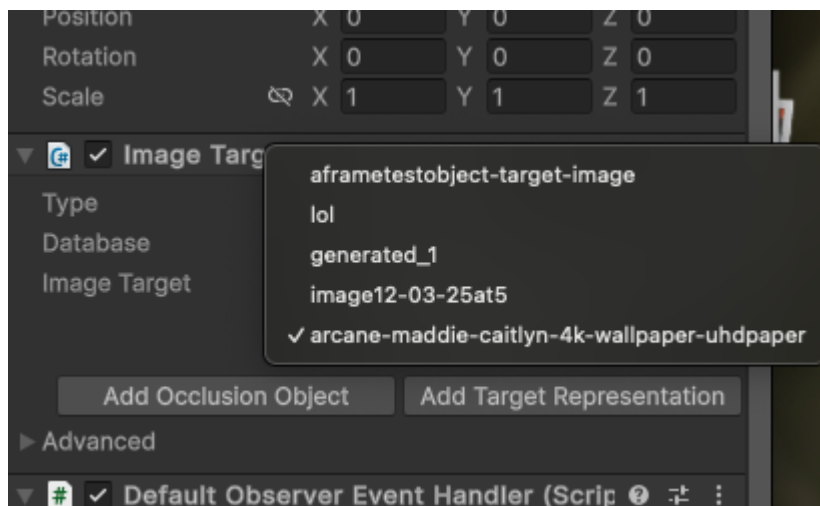 Position X 0 Y 0 Z 0
Rotation X 0 Y 0 Z 0
Scale X 1 Y 1 Z 1
# Image Targ
Type
Database
Image Target
aframetestobject-target-image
lol
generated_1
image12-03-25at5
✓ arcane-maddie-caitlyn-4k-wallpaper-uhdpaper
Add Occlusion Object Add Target Representation
Advanced
# Default Observer Event Handler (Scrip